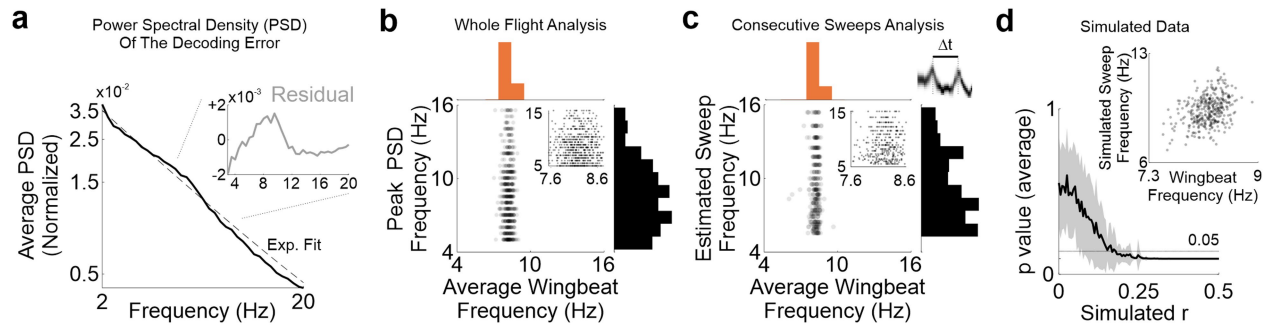 a
Power Spectral Density (PSD)
Of The Decoding Error
x10⁻²
3.5
2.5
1.5
0.5
Average PSD
(Normalized)
2
20
Frequency (Hz)
Exp. Fit
x10⁻³
Residual
+2
0
-2
2 4 8 12 16 20
b
Whole Flight Analysis
16
10
4
Peak PSD
Frequency (Hz)
15
5
7.6 8.6
4 10 16
Average Wingbeat
Frequency (Hz)
c
Consecutive Sweeps Analysis
Δt
16
10
4
Estimated Sweep
Frequency (Hz)
15
5
7.6 8.6
4 10 16
Average Wingbeat
Frequency (Hz)
d
Simulated Data
13
6
Simulated Sweep
Frequency (Hz)
7.3 9
Wingbeat
Frequency (Hz)
1
0
p value (average)
0.05
0 0.25 0.5
Simulated r